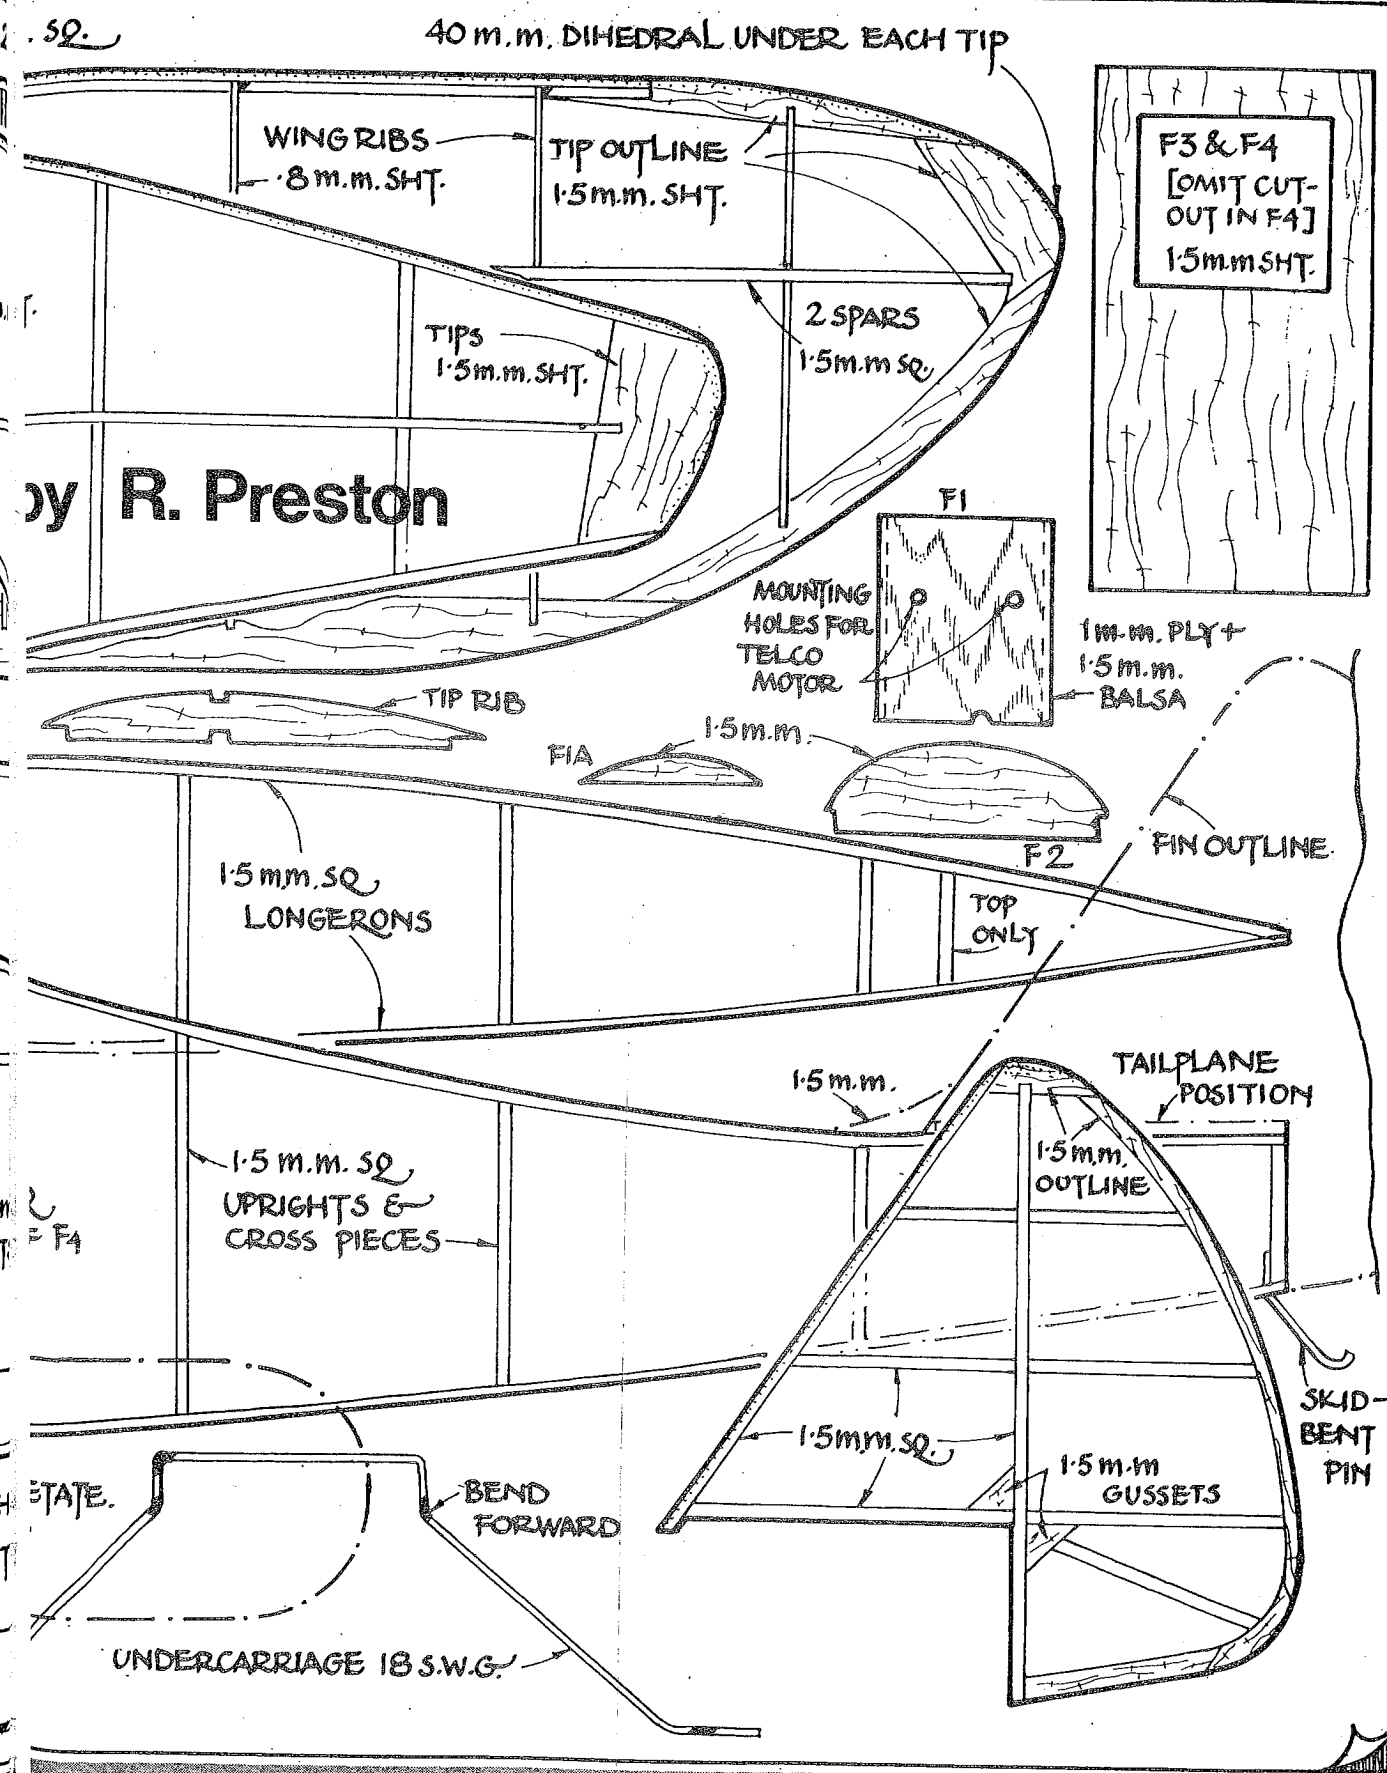 SQ.
40 m.m. DIHEDRAL UNDER EACH TIP
WING RIBS
.8 m.m. SHT.
TIP OUTLINE
1.5 m.m. SHT.
F3 & F4
[OMIT CUT-
OUT IN F4]
1.5 m.m SHT.
2 SPARS
1.5 m.m SQ.
TIPS
1.5 m.m. SHT.
by R. Preston
F1
MOUNTING
HOLES FOR
TELCO
MOTOR
1 m.m. PLY +
1.5 m.m.
BALSA
TIP RIB
F1A
1.5 m.m.
F2
FIN OUTLINE
1.5 m.m. SQ
LONGERONS
TOP
ONLY
1.5 m.m.
TAILPLANE
POSITION
1.5 m.m.
OUTLINE
1.5 m.m. SQ
UPRIGHTS &
CROSS PIECES
F4
1.5 m.m. SQ.
1.5 m.m
GUSSETS
SKID-
BENT
PIN
BEND
FORWARD
UNDERCARRIAGE 18 S.W.G.